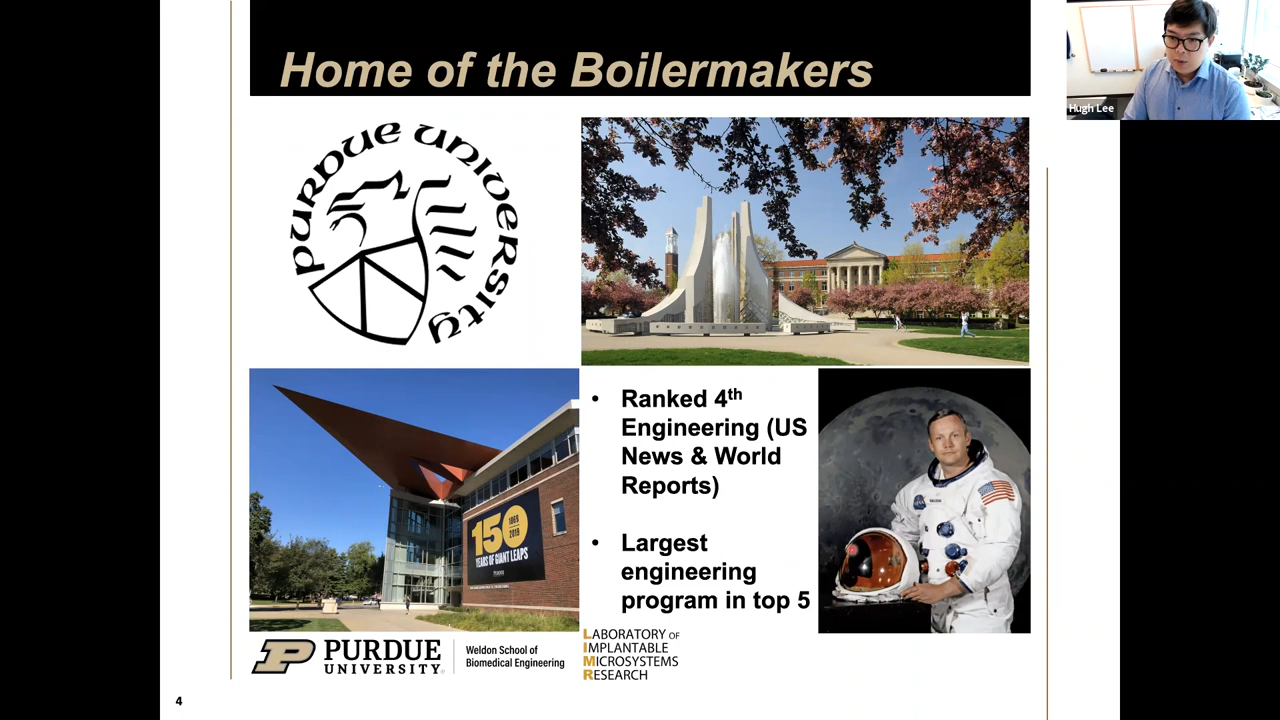 Home of the Boilermakers
Hugh Lee
PURDUE UNIVERSITY
• Ranked 4th
Engineering (US
News & World
Reports)
• Largest
engineering
program in top 5
150
1869
2019
YEARS OF GIANT LEAPS
PURDUE
UNIVERSITY
Weldon School of
Biomedical Engineering
LABORATORY OF
IMPLANTABLE
MICROSYSTEMS
RESEARCH
4